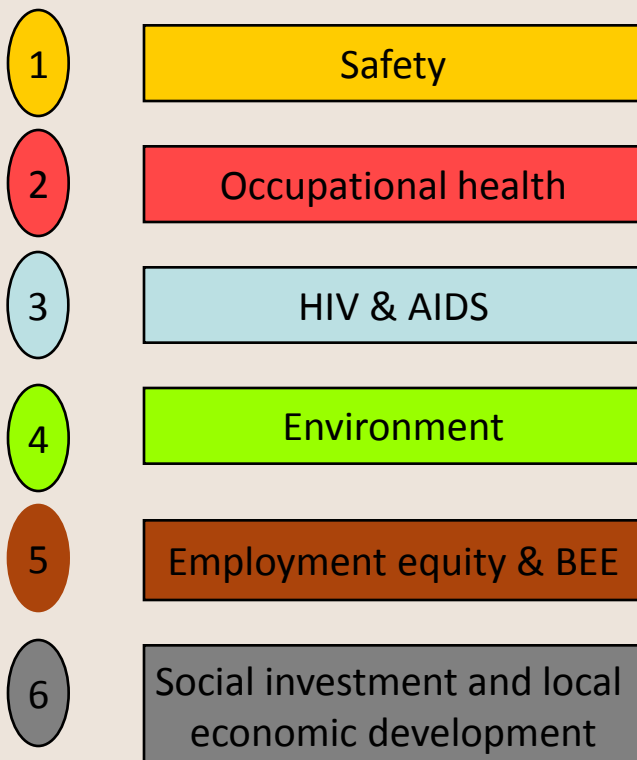 1 Safety
2 Occupational health
3 HIV & AIDS
4 Environment
5 Employment equity & BEE
6 Social investment and local
economic development